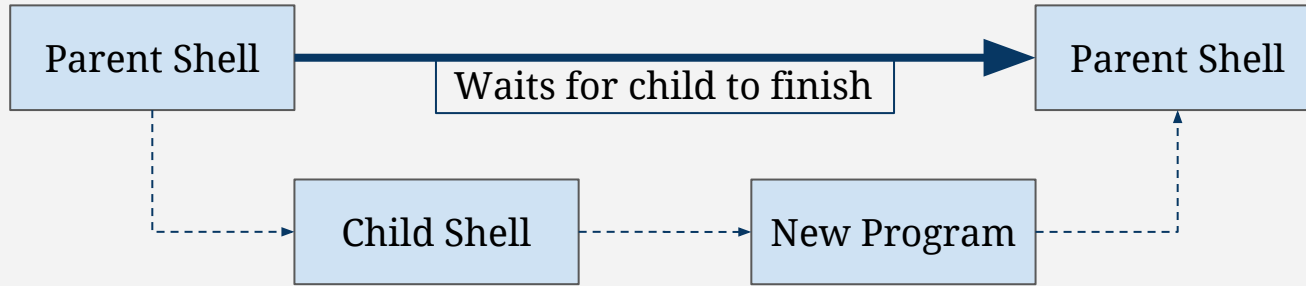 Parent Shell
Waits for child to finish
Parent Shell
Child Shell
New Program